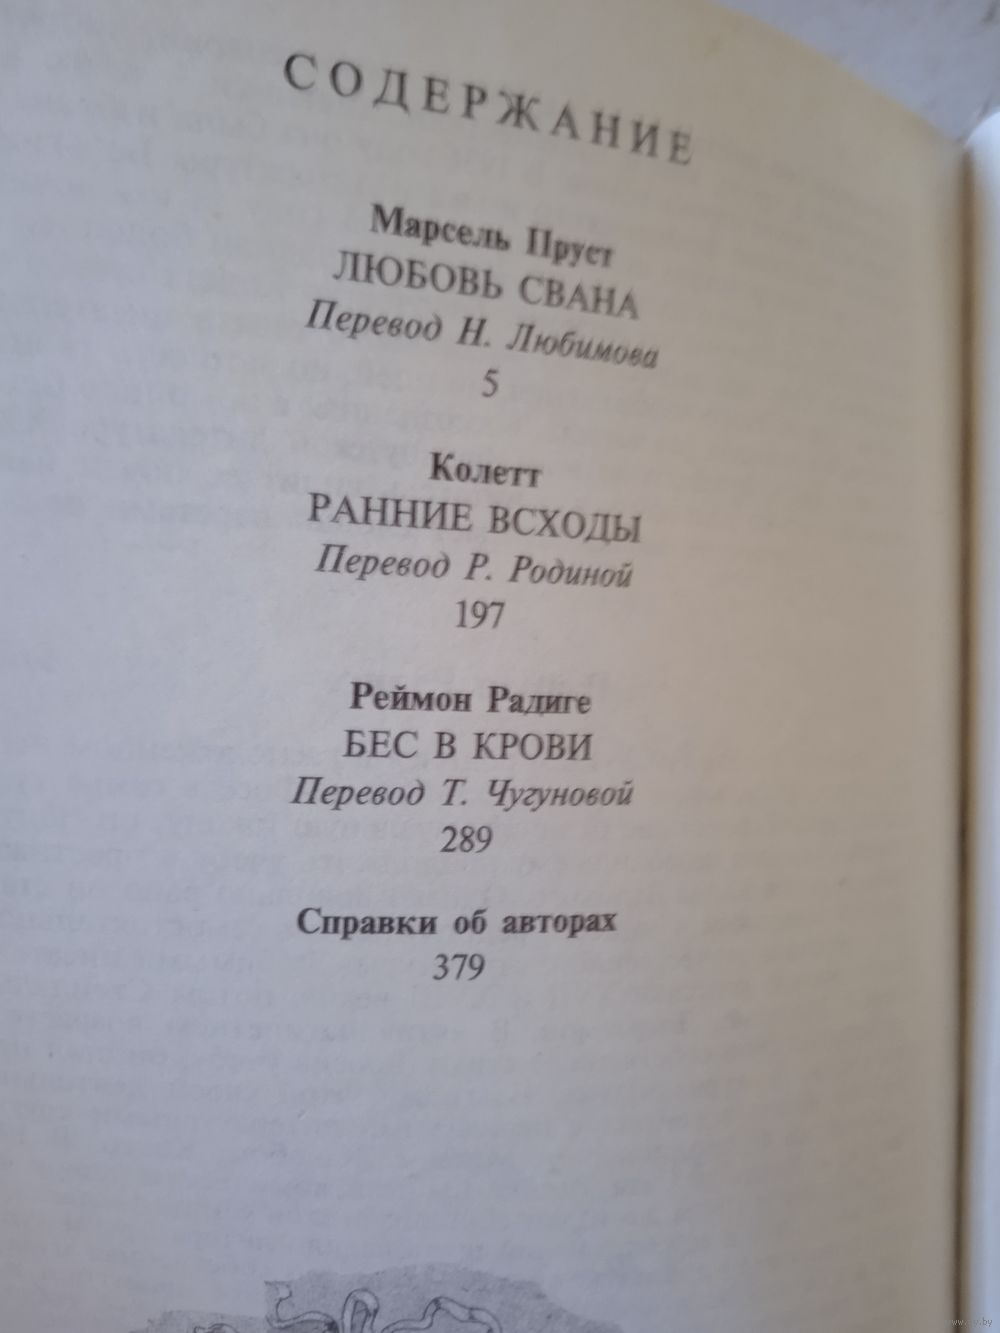 СОДЕРЖАНИЕ
Марсель Пруст
ЛЮБОВЬ СВАНА
Перевод Н. Любимова
5
Колетт
РАННИЕ ВСХОДЫ
Перевод Р. Родиной
197
Реймон Радиге
БЕС В КРОВИ
Перевод Т. Чугуновой
289
Справки об авторах
379